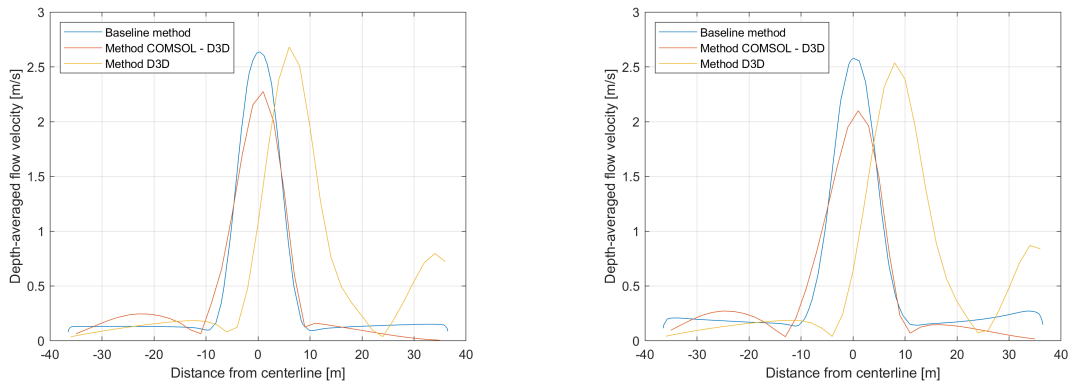 Baseline method
Method COMSOL - D3D
Method D3D
Depth-averaged flow velocity [m/s]
3
2.5
2
1.5
1
0.5
0
-40 -30 -20 -10 0 10 20 30 40
Distance from centerline [m]
Baseline method
Method COMSOL - D3D
Method D3D
Depth-averaged flow velocity [m/s]
3
2.5
2
1.5
1
0.5
0
-40 -30 -20 -10 0 10 20 30 40
Distance from centerline [m]